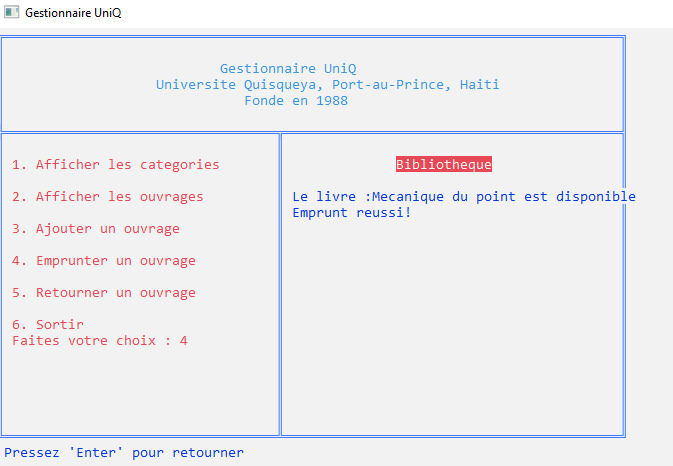 Gestionnaire UniQ
Gestionnaire UniQ
Universite Quisqueya, Port-au-Prince, Haiti
Fonde en 1988
1. Afficher les categories
2. Afficher les ouvrages
3. Ajouter un ouvrage
4. Emprunter un ouvrage
5. Retourner un ouvrage
6. Sortir
Faites votre choix : 4
Bibliotheque
Le livre :Mecanique du point est disponible
Emprunt reussi!
Pressez 'Enter' pour retourner